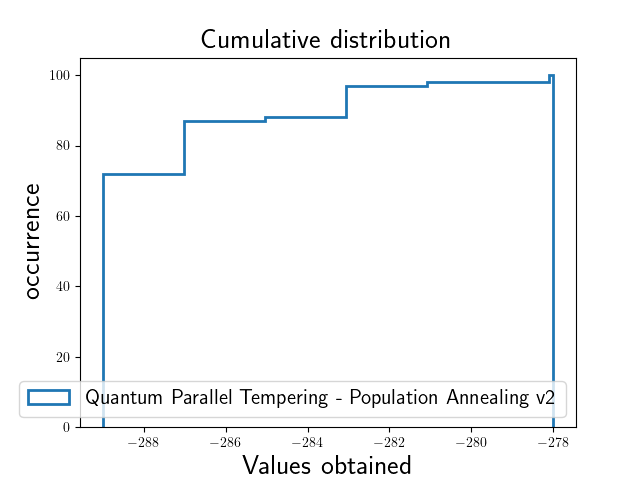 Cumulative distribution
100
80
60
40
20
0
occurrence
Quantum Parallel Tempering - Population Annealing v2
−288 −286 −284 −282 −280 −278
Values obtained